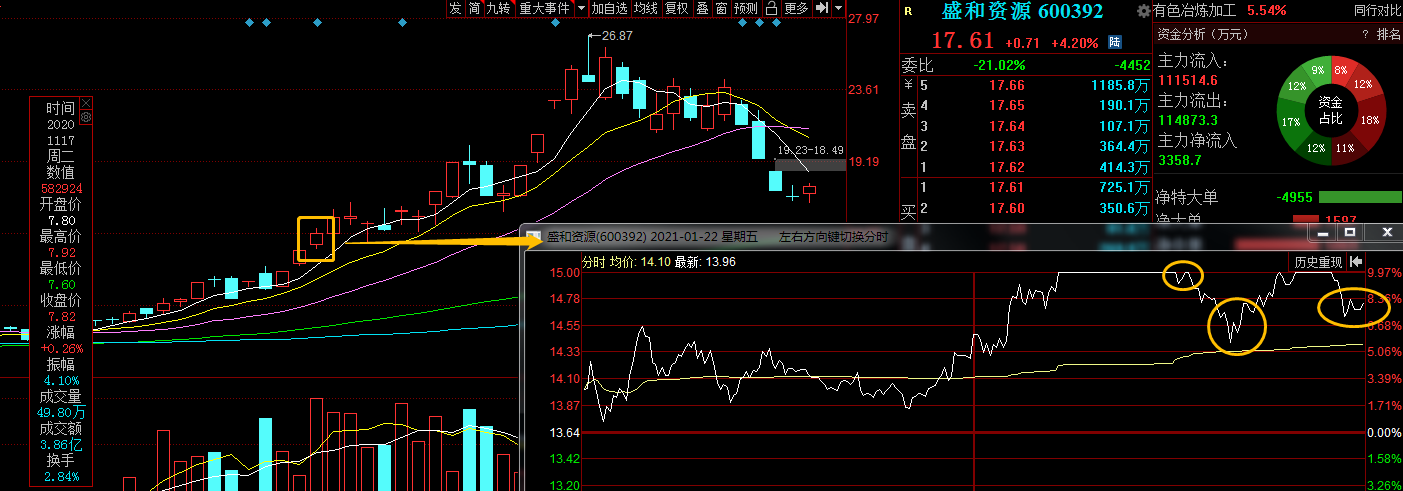 发 简 九转 重大事件 加自选 均线 复权 叠 窗 预测 更多
27.97
26.87
23.61
19.23-18.49
19.19
时间
2020
1117
周二
数值
582924
开盘价
7.80
最高价
7.92
最低价
7.60
收盘价
7.82
涨幅
+0.26%
振幅
4.10%
成交量
49.80万
成交额
3.86亿
换手
2.84%
R 盛和资源 600392
17.61 +0.71 +4.20% 陆
委比 -21.02% -4452
¥ 5 17.66 1185.8万
卖 4 17.65 190.1万
3 17.64 107.1万
盘 2 17.63 364.4万
1 17.62 414.3万
1 17.61 725.1万
买 2 17.60 350.6万
有色冶炼加工 5.54% 同行对比
资金分析(万元) ? 排名
主力流入:
111514.6
主力流出:
114873.3
主力净流入
3358.7
资金
占比
9% 8%
12% 12%
17% 18%
12% 11%
净特大单 -4955
净大单 1597
盛和资源(600392) 2021-01-22 星期五 左右方向键切换分时
分时 均价: 14.10 最新: 13.96
历史重现
15.00 9.97%
14.78
14.55 6.68%
14.33 5.06%
14.10 3.39%
13.87 1.71%
13.64 0.00%
13.42 1.58%
13.20 3.26%